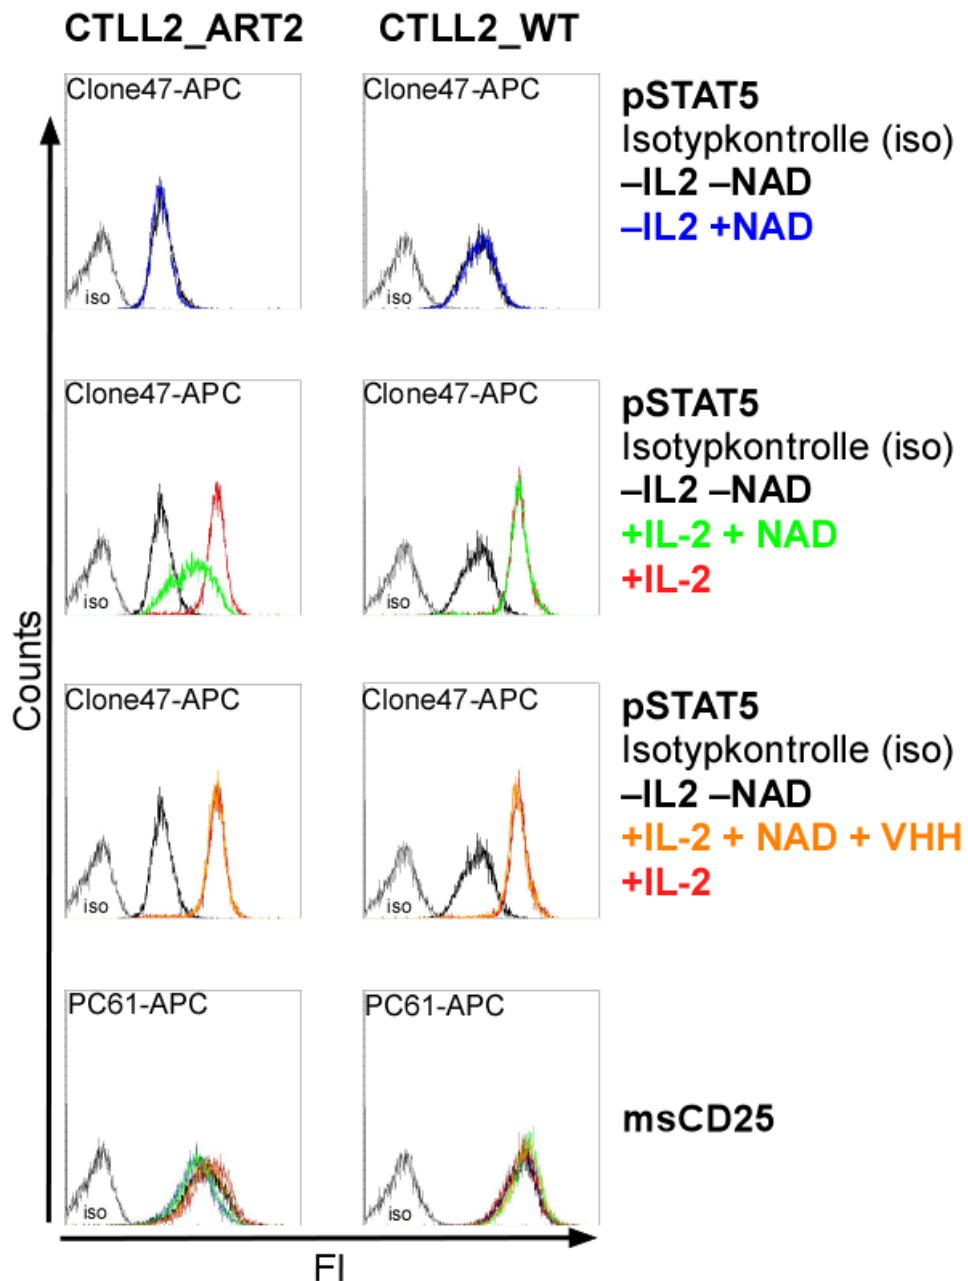 CTLL2_ART2
CTLL2_WT
Clone47-APC
iso
Clone47-APC
iso
pSTAT5
Isotypkontrolle (iso)
–IL2 –NAD
–IL2 +NAD
Clone47-APC
iso
Clone47-APC
iso
pSTAT5
Isotypkontrolle (iso)
–IL2 –NAD
+IL-2 + NAD
+IL-2
Clone47-APC
iso
Clone47-APC
iso
pSTAT5
Isotypkontrolle (iso)
–IL2 –NAD
+IL-2 + NAD + VHH
+IL-2
PC61-APC
iso
PC61-APC
iso
msCD25
Counts
FI